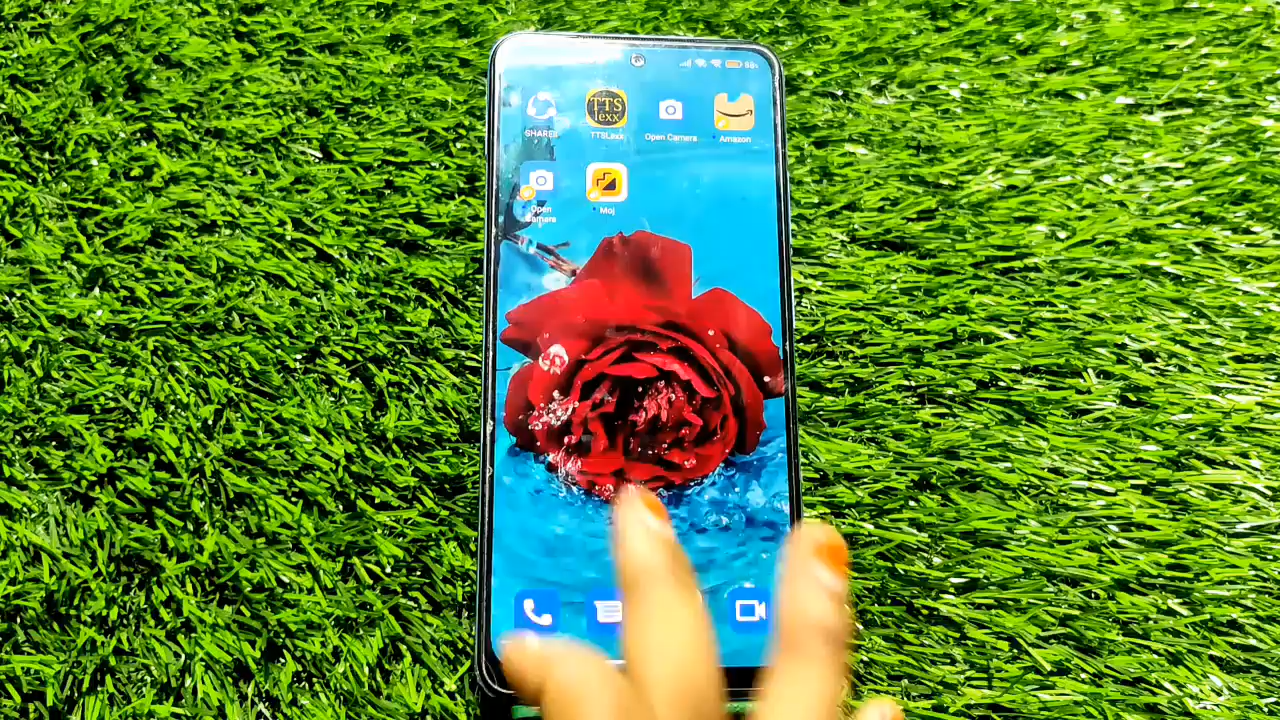 TTS
lexx
SHAREit
TTSLexx
Open Camera
Amazon
Open
Camera
Moj